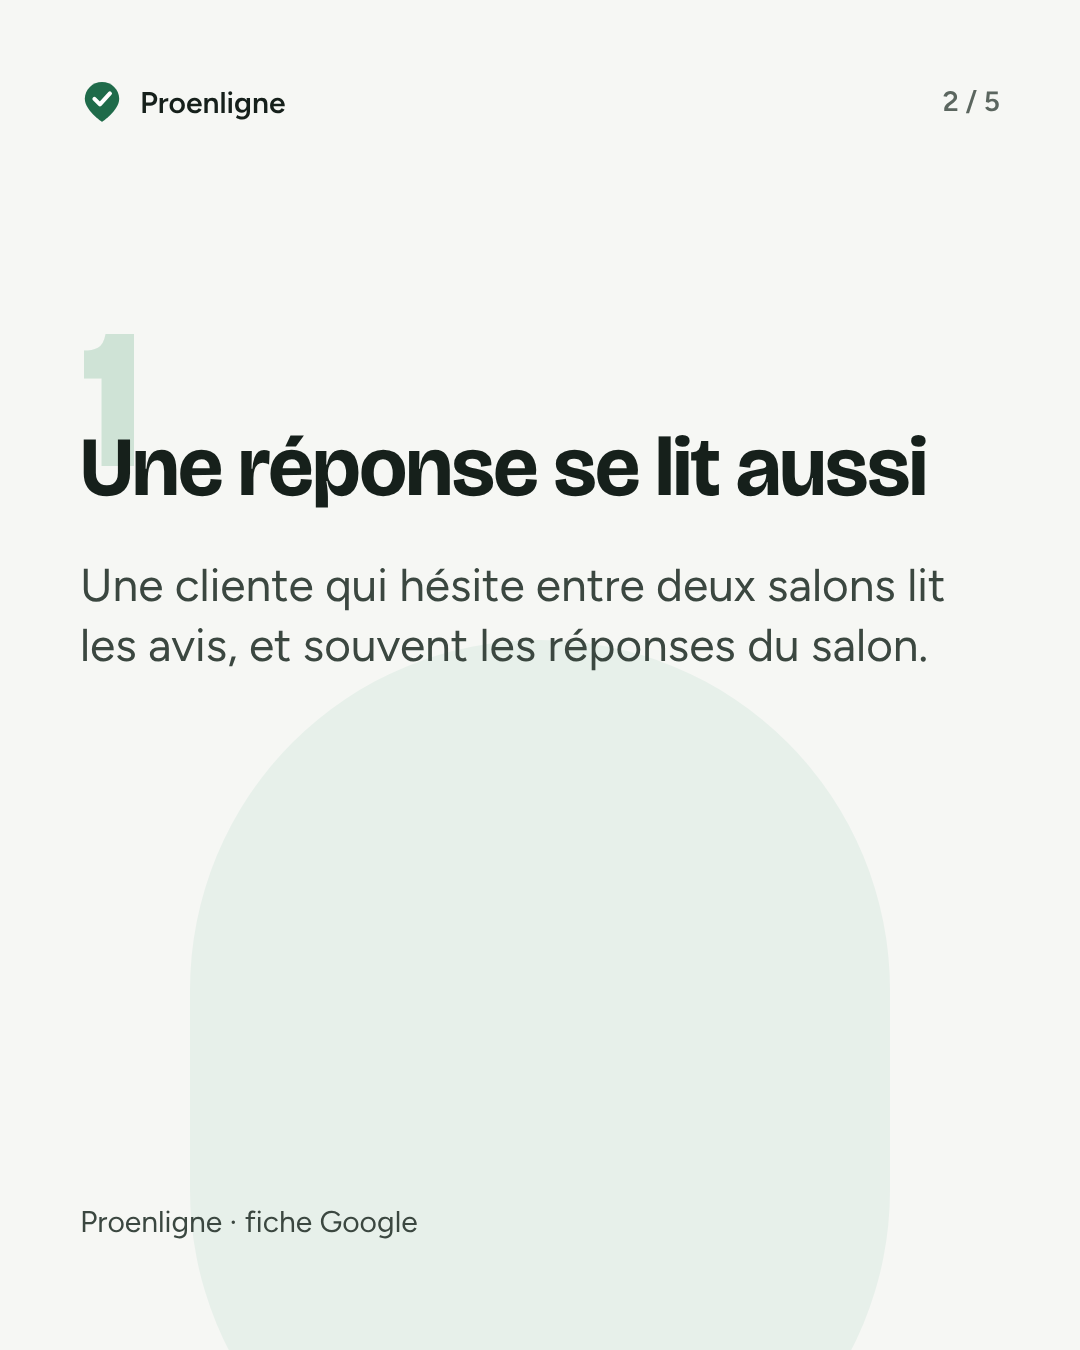 Proenligne
2 / 5
1
Une réponse se lit aussi
Une cliente qui hésite entre deux salons lit
les avis, et souvent les réponses du salon.
Proenligne · fiche Google